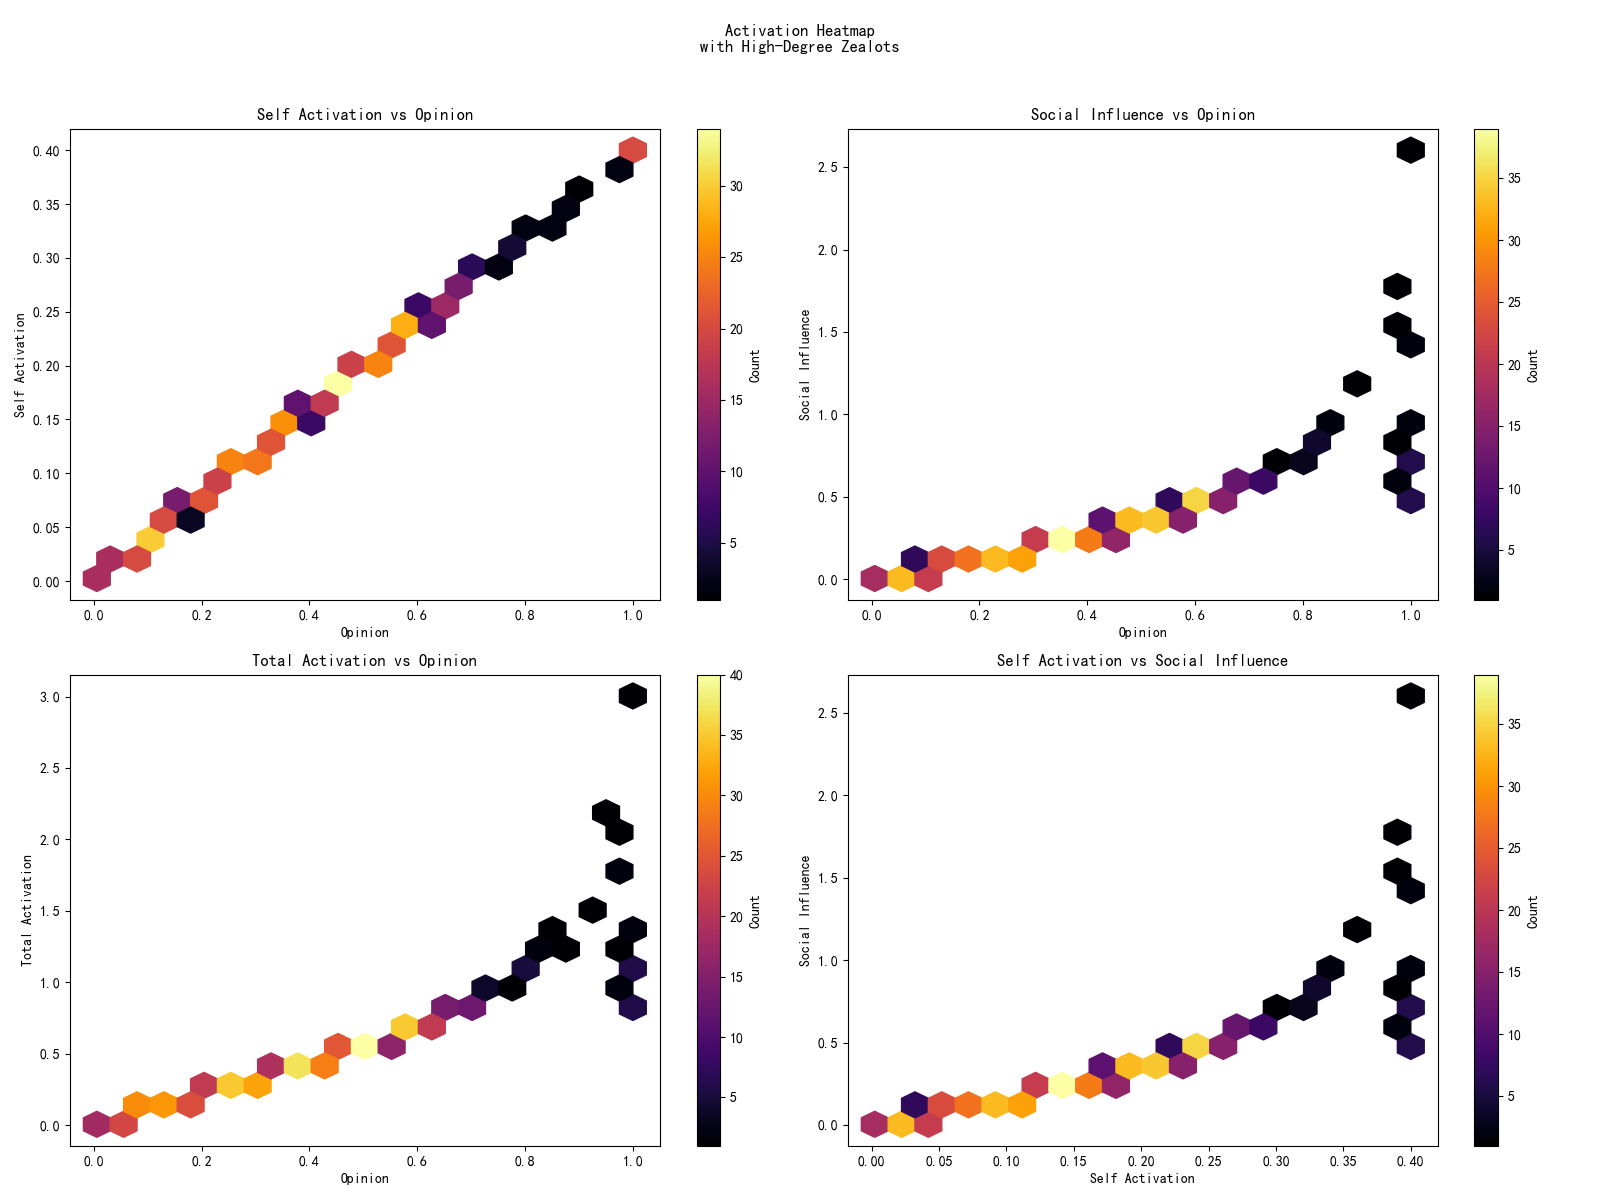 Activation Heatmap
with High-Degree Zealots
Self Activation vs Opinion
0.40
0.35
0.30
0.25
0.20
0.15
0.10
0.05
0.00
Self Activation
0.0 0.2 0.4 0.6 0.8 1.0
Opinion
30
25
20
15
10
5
Count
Social Influence vs Opinion
2.5
2.0
1.5
1.0
0.5
0.0
Social Influence
0.0 0.2 0.4 0.6 0.8 1.0
Opinion
35
30
25
20
15
10
5
Count
Total Activation vs Opinion
3.0
2.5
2.0
1.5
1.0
0.5
0.0
Total Activation
0.0 0.2 0.4 0.6 0.8 1.0
Opinion
40
35
30
25
20
15
10
5
Count
Self Activation vs Social Influence
2.5
2.0
1.5
1.0
0.5
0.0
Social Influence
0.00 0.05 0.10 0.15 0.20 0.25 0.30 0.35 0.40
Self Activation
35
30
25
20
15
10
5
Count